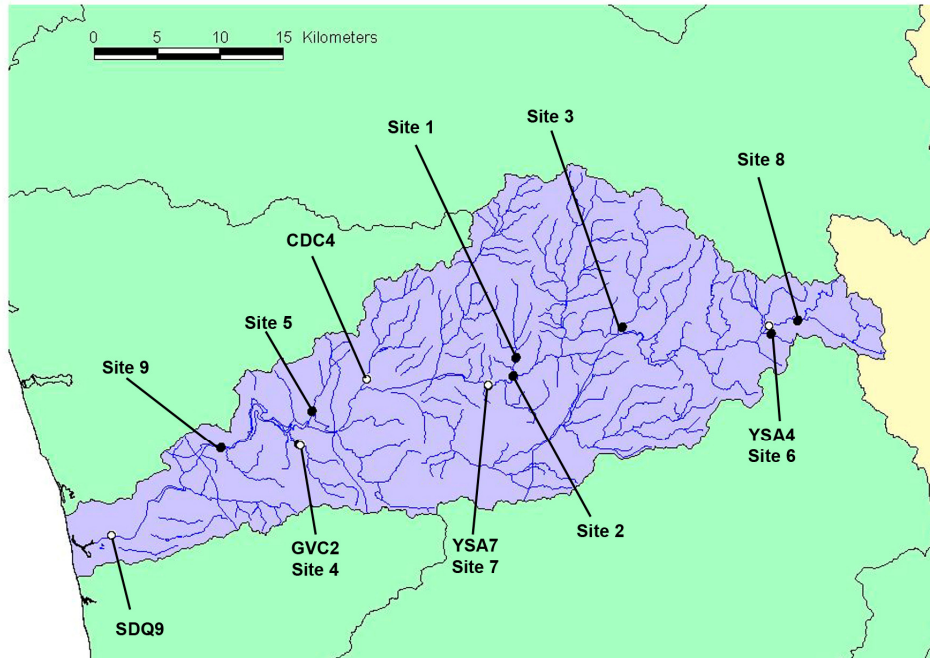 0 5 10 15 Kilometers
Site 1
Site 3
Site 8
CDC4
Site 5
Site 9
YSA4
Site 6
Site 2
GVC2
Site 4
YSA7
Site 7
SDQ9